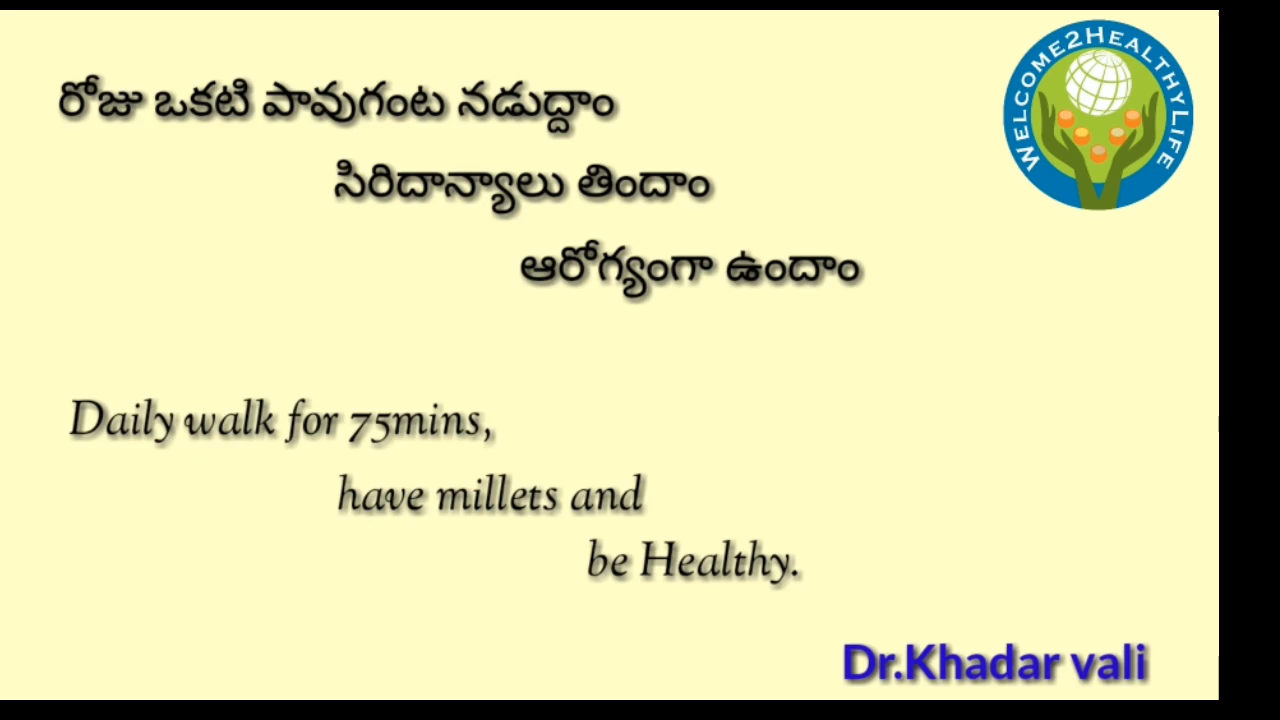 WELCOME2HEALTHYLIFE
రోజు ఒకటి పావుగంట నడుద్దాం
సిరిదాన్యాలు తిందాం
ఆరోగ్యంగా ఉందాం
Daily walk for 75mins,
have millets and
be Healthy.
Dr.Khadar vali